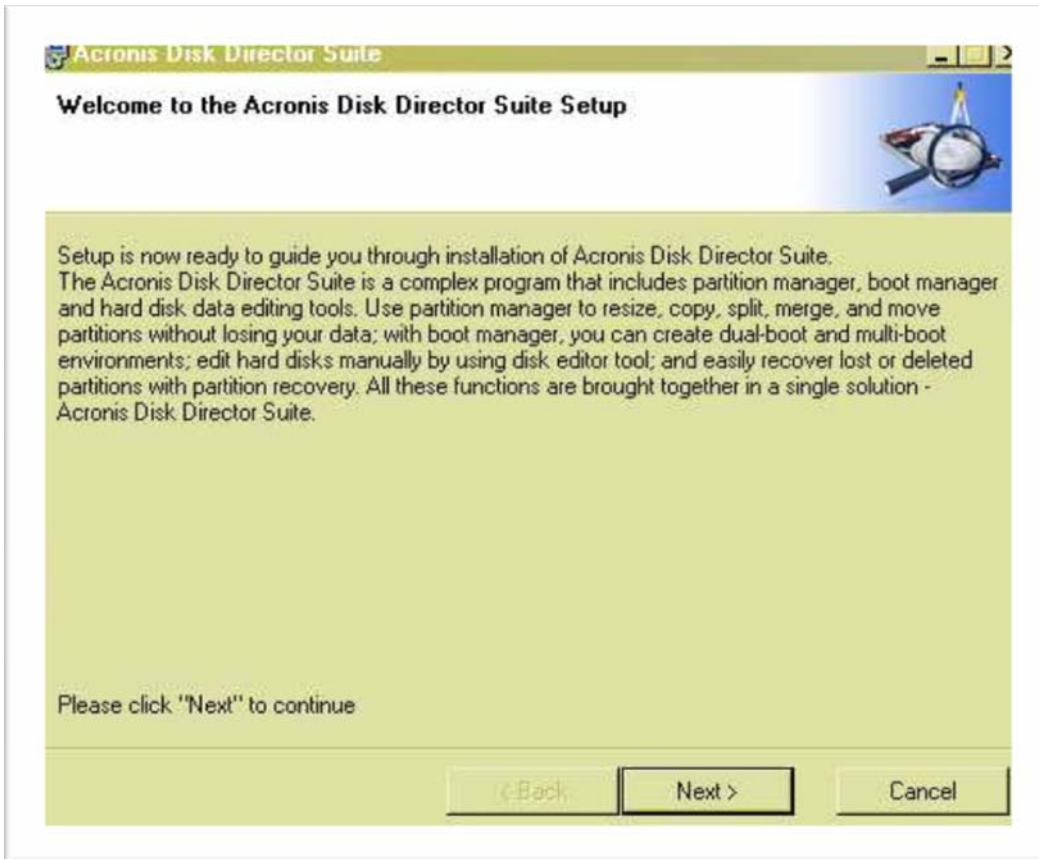 Acronis Disk Director Suite
Welcome to the Acronis Disk Director Suite Setup
Setup is now ready to guide you through installation of Acronis Disk Director Suite.
The Acronis Disk Director Suite is a complex program that includes partition manager, boot manager
and hard disk data editing tools. Use partition manager to resize, copy, split, merge, and move
partitions without losing your data; with boot manager, you can create dual-boot and multi-boot
environments; edit hard disks manually by using disk editor tool; and easily recover lost or deleted
partitions with partition recovery. All these functions are brought together in a single solution -
Acronis Disk Director Suite.
Please click "Next" to continue
< Back
Next >
Cancel